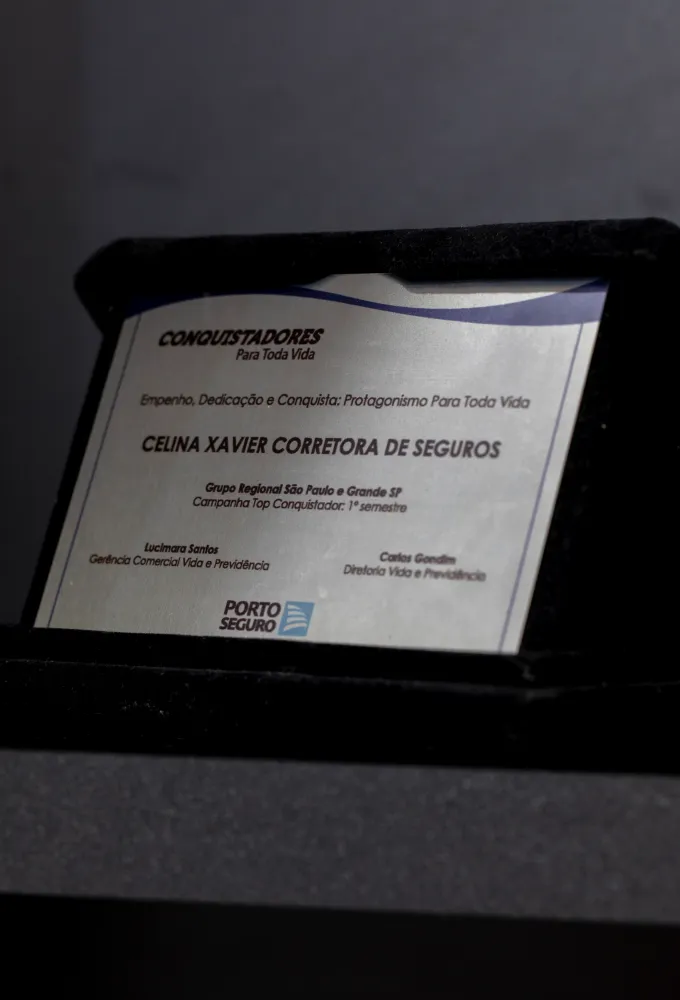 CONQUISTADORES
Para Toda Vida
Empenho, Dedicação e Conquista: Protagonismo Para Toda Vida
CELINA XAVIER CORRETORA DE SEGUROS
Grupo Regional São Paulo e Grande SP
Campanha Top Conquistador: 1º semestre
Lucimara Santos
Gerência Comercial Vida e Previdência
Carlos Gondim
Diretoria Vida e Previdência
PORTO
SEGURO